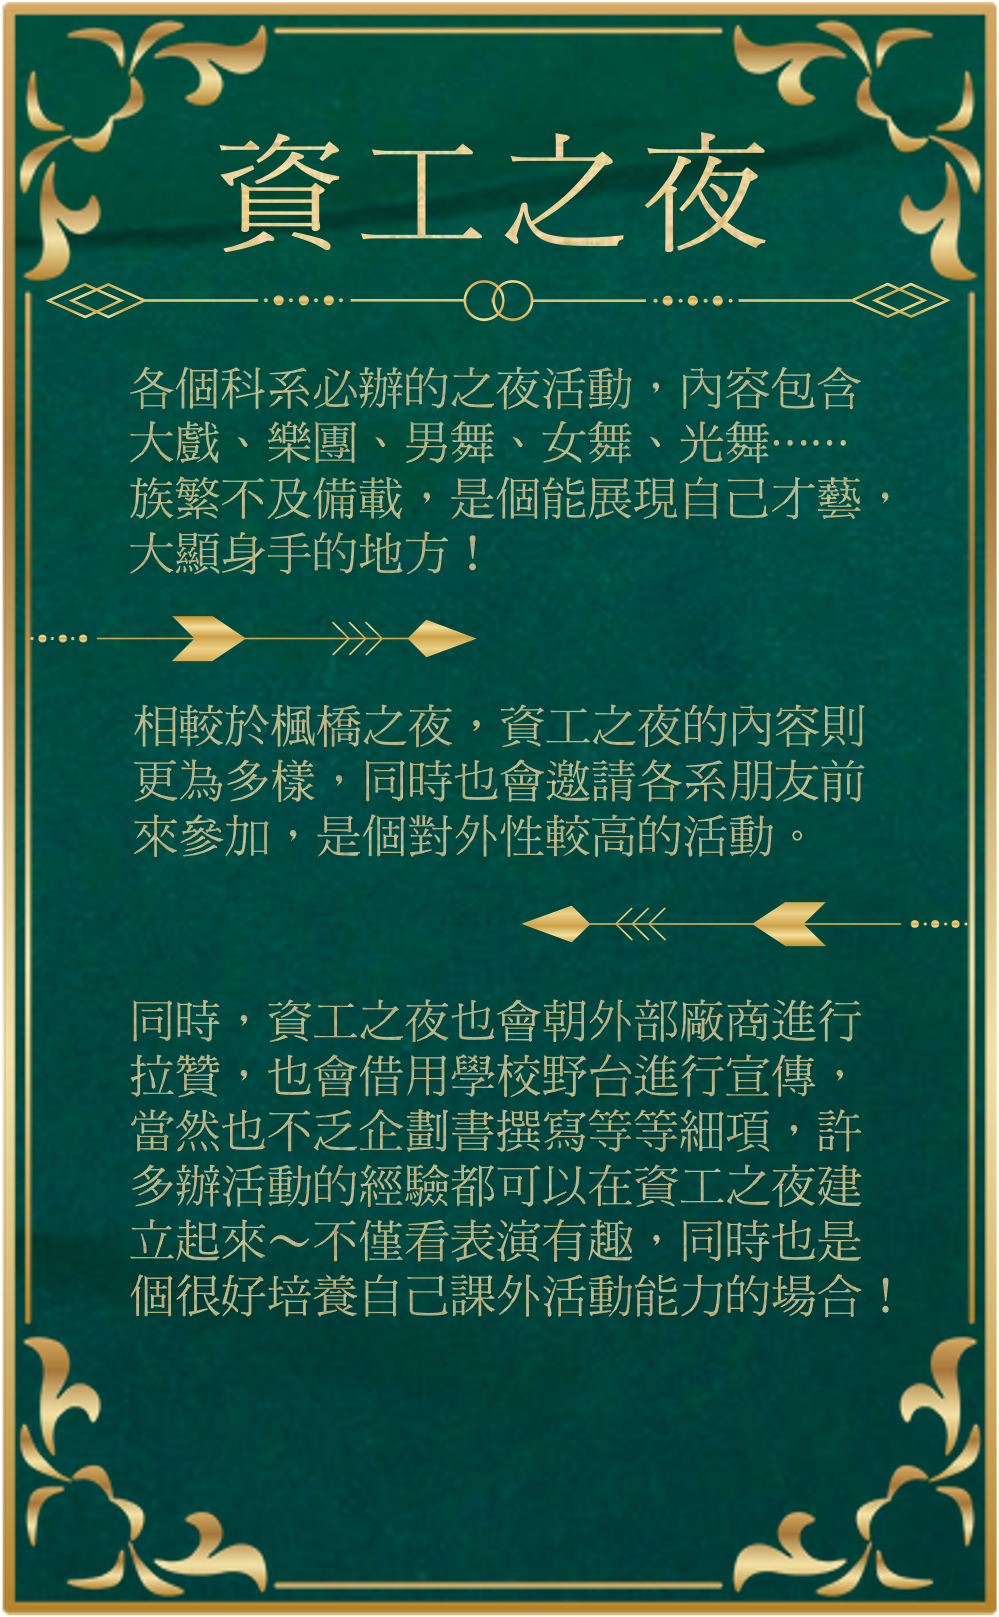 資工之夜
各個科系必辦的之夜活動，內容包含
大戲、樂團、男舞、女舞、光舞⋯⋯
族繁不及備載，是個能展現自己才藝，
大顯身手的地方！
相較於楓橋之夜，資工之夜的內容則
更為多樣，同時也會邀請各系朋友前
來參加，是個對外性較高的活動。
同時，資工之夜也會朝外部廠商進行
拉贊，也會借用學校野台進行宣傳，
當然也不乏企劃書撰寫等等細項，許
多辦活動的經驗都可以在資工之夜建
立起來～不僅看表演有趣，同時也是
個很好培養自己課外活動能力的場合！